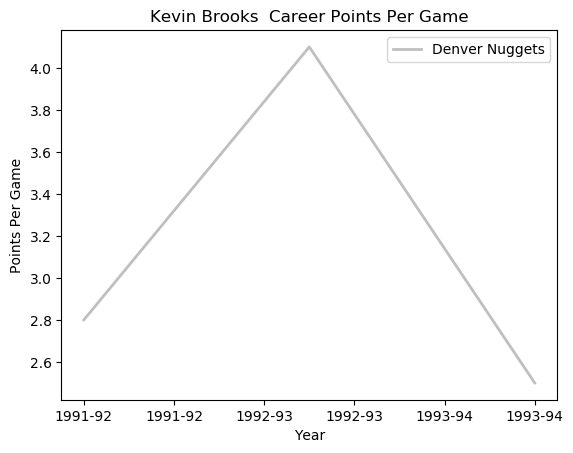 Kevin Brooks  Career Points Per Game
Denver Nuggets
4.0
3.8
3.6
3.4
3.2
3.0
2.8
2.6
Points Per Game
1991-92 1991-92 1992-93 1992-93 1993-94 1993-94
Year